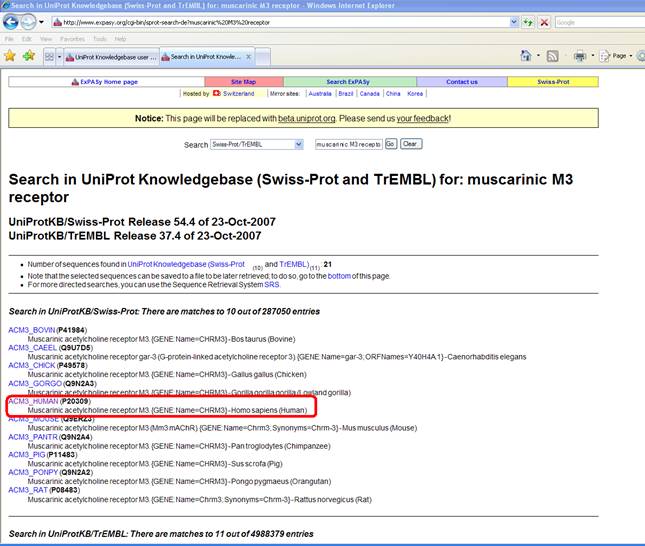 Search in UniProt Knowledgebase (Swiss-Prot and TrEMBL) for: muscarinic M3 receptor - Windows Internet Explorer
http://www.expasy.org/cgi-bin/sprot-search-de?muscarinic%20M3%20receptor
Google
File Edit View Favorites Tools Help
UniProt Knowledgebase user ... Search in UniProt Knowle... Page
ExPASy Home page Site Map Search ExPASy Contact us Swiss-Prot
Hosted by Switzerland Mirror sites: Australia Brazil Canada China Korea
Notice: This page will be replaced with beta.uniprot.org. Please send us your feedback!
Search Swiss-Prot/TrEMBL muscarinic M3 recepto Go Clear
Search in UniProt Knowledgebase (Swiss-Prot and TrEMBL) for: muscarinic M3
receptor
UniProtKB/Swiss-Prot Release 54.4 of 23-Oct-2007
UniProtKB/TrEMBL Release 37.4 of 23-Oct-2007
Number of sequences found in UniProt Knowledgebase (Swiss-Prot (10) and TrEMBL) (11): 21
Note that the selected sequences can be saved to a file to be later retrieved; to do so, go to the bottom of this page.
For more directed searches, you can use the Sequence Retrieval System SRS.
Search in UniProtKB/Swiss-Prot: There are matches to 10 out of 287050 entries
ACM3_BOVIN (P41984)
Muscarinic acetylcholine receptor M3. {GENE: Name=CHRM3} - Bos taurus (Bovine)
ACM3_CAEEL (Q9U7D5)
Muscarinic acetylcholine receptor gar-3 (G-protein-linked acetylcholine receptor 3). {GENE: Name=gar-3; ORFNames=Y40H4A.1} - Caenorhabditis elegans
ACM3_CHICK (P49578)
Muscarinic acetylcholine receptor M3. {GENE: Name=CHRM3} - Gallus gallus (Chicken)
ACM3_GORGO (Q9N2A3)
Muscarinic acetylcholine receptor M3. {GENE: Name=CHRM3} - Gorilla gorilla gorilla (Lowland gorilla)
ACM3_HUMAN (P20309)
Muscarinic acetylcholine receptor M3. {GENE: Name=CHRM3} - Homo sapiens (Human)
ACM3_MOUSE (Q9ERZ3)
Muscarinic acetylcholine receptor M3 (Mm3 mAChR). {GENE: Name=Chrm3; Synonyms=Chrm-3} - Mus musculus (Mouse)
ACM3_PANTR (Q9N2A4)
Muscarinic acetylcholine receptor M3. {GENE: Name=CHRM3} - Pan troglodytes (Chimpanzee)
ACM3_PIG (P11483)
Muscarinic acetylcholine receptor M3. {GENE: Name=CHRM3} - Sus scrofa (Pig)
ACM3_PONPY (Q9N2A2)
Muscarinic acetylcholine receptor M3. {GENE: Name=CHRM3} - Pongo pygmaeus (Orangutan)
ACM3_RAT (P08483)
Muscarinic acetylcholine receptor M3. {GENE: Name=Chrm3; Synonyms=Chrm-3} - Rattus norvegicus (Rat)
Search in UniProtKB/TrEMBL: There are matches to 11 out of 4988379 entries